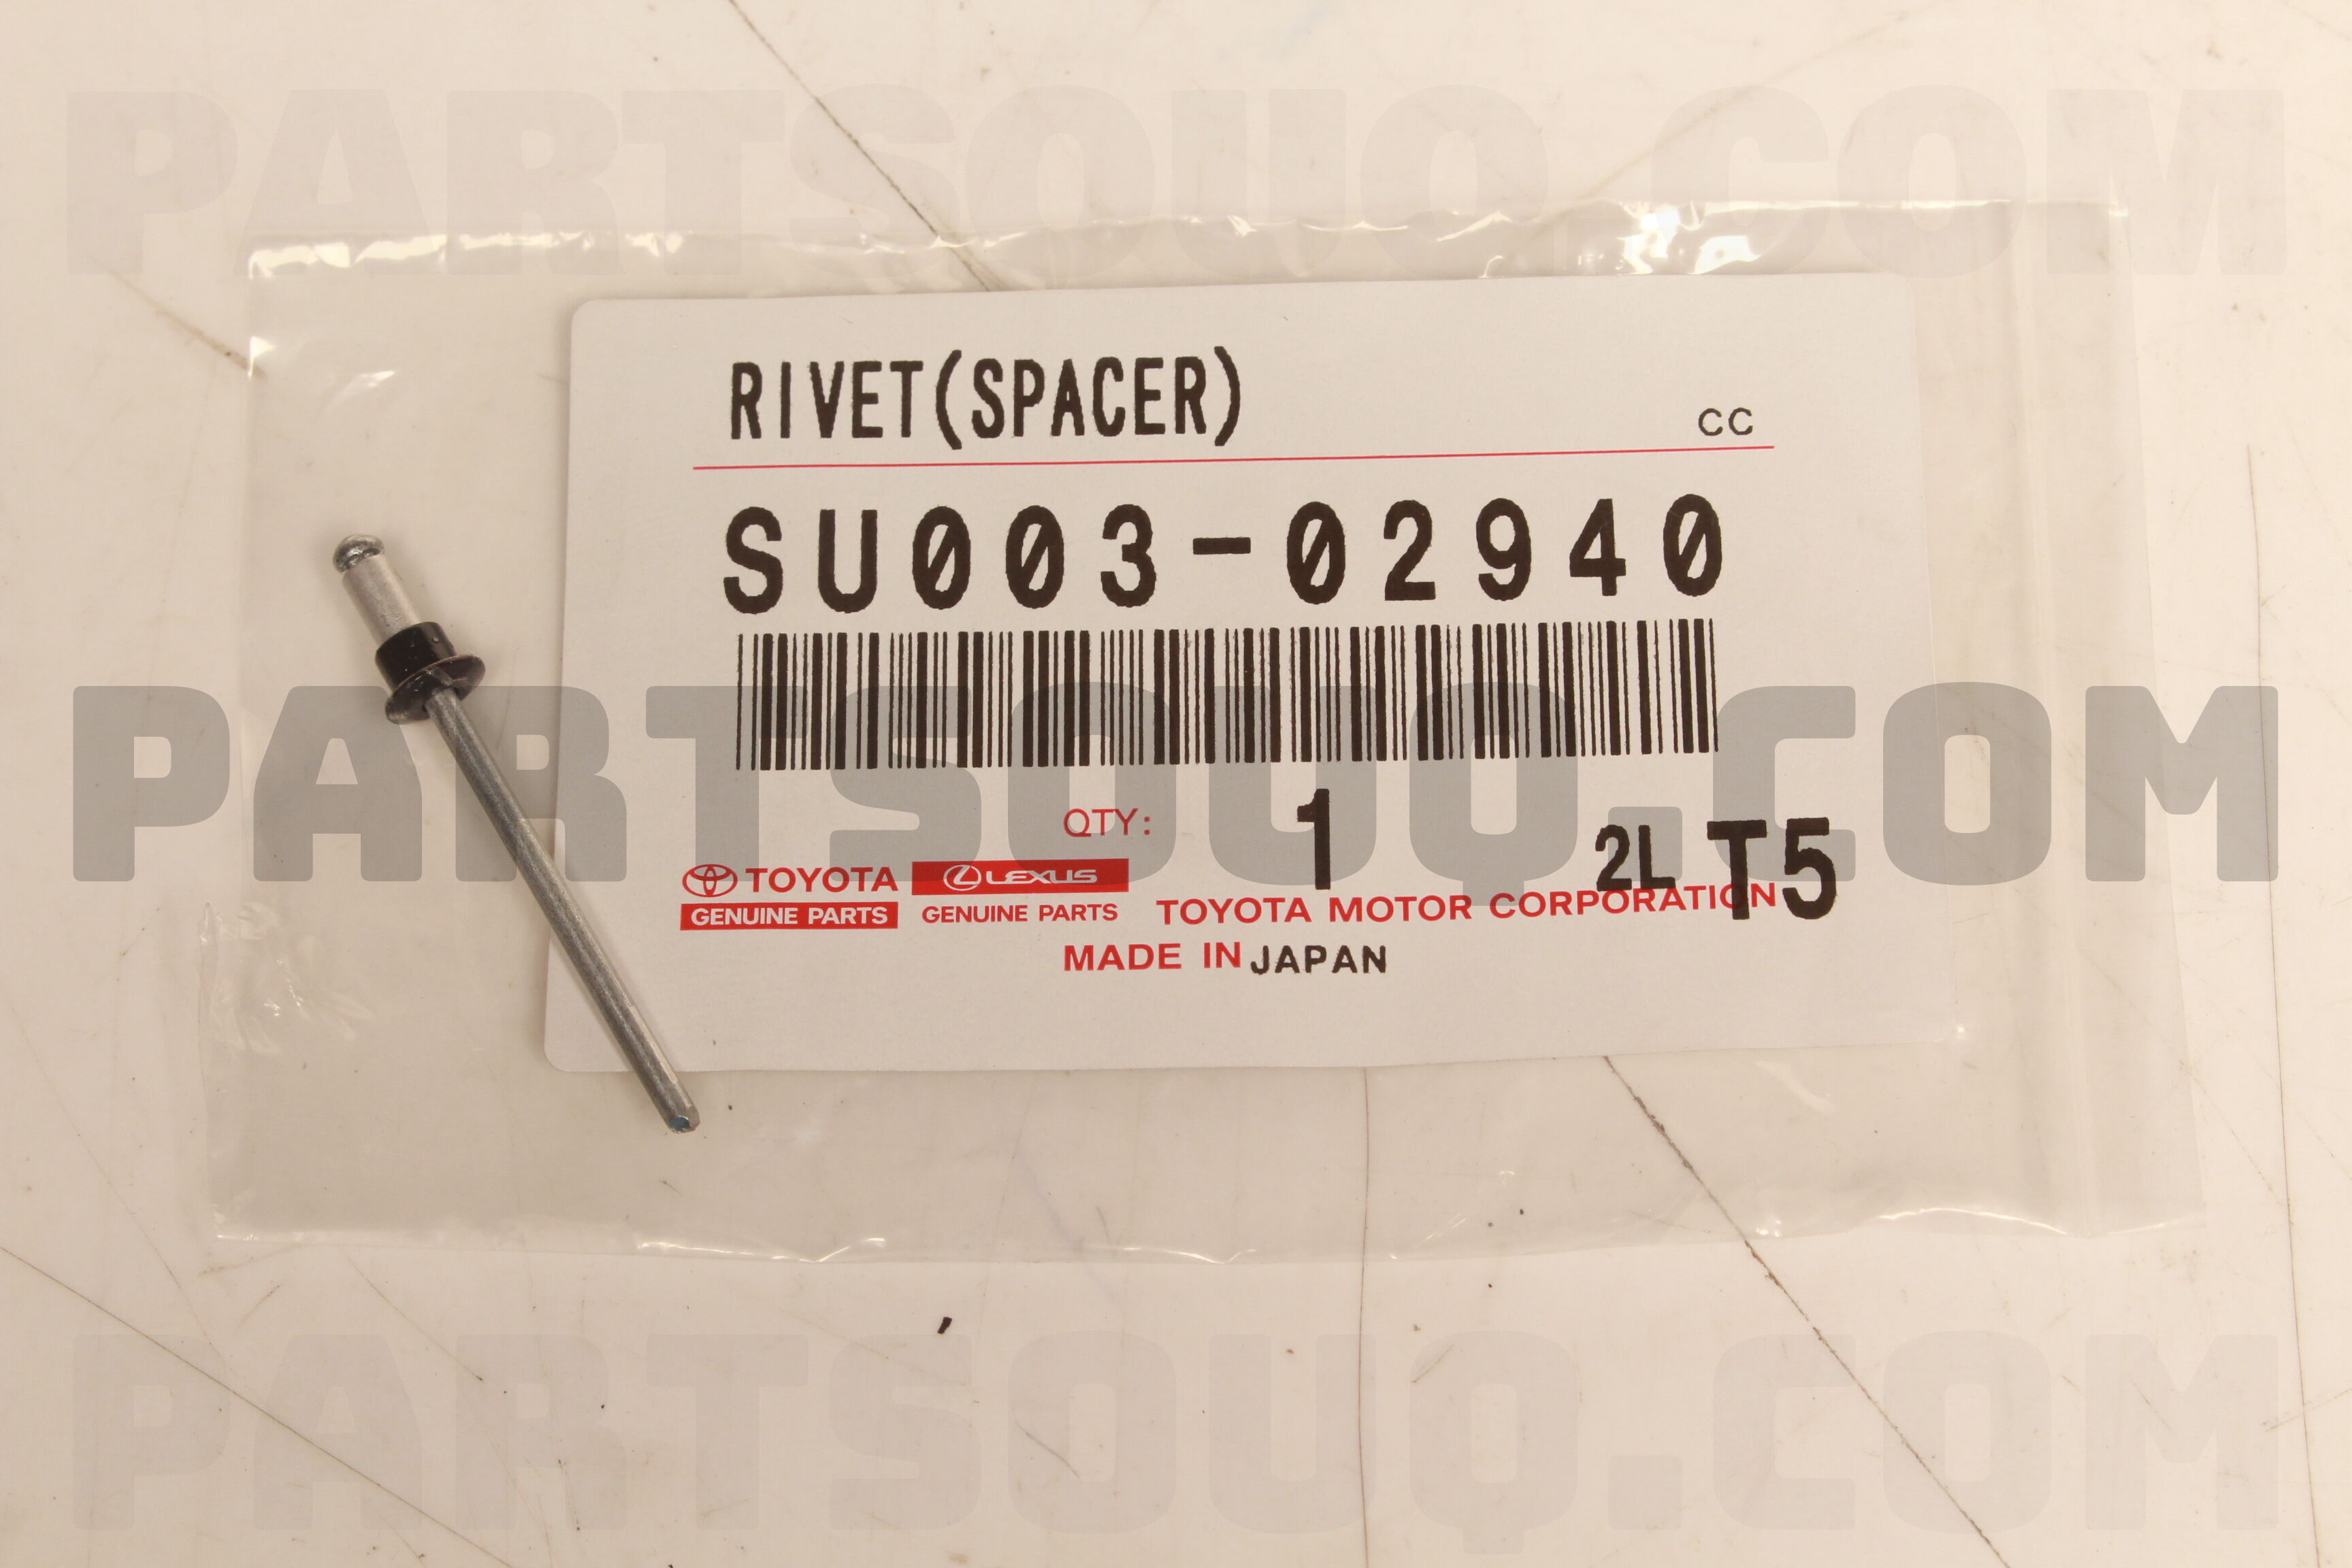 PARTSOUQ.COM
RIVET(SPACER)
CC
SU003-02940
PARTSOUQ.COM
QTY: 1 2L T5
TOYOTA LEXUS
GENUINE PARTS GENUINE PARTS TOYOTA MOTOR CORPORATION
MADE IN JAPAN
PARTSOUQ.COM